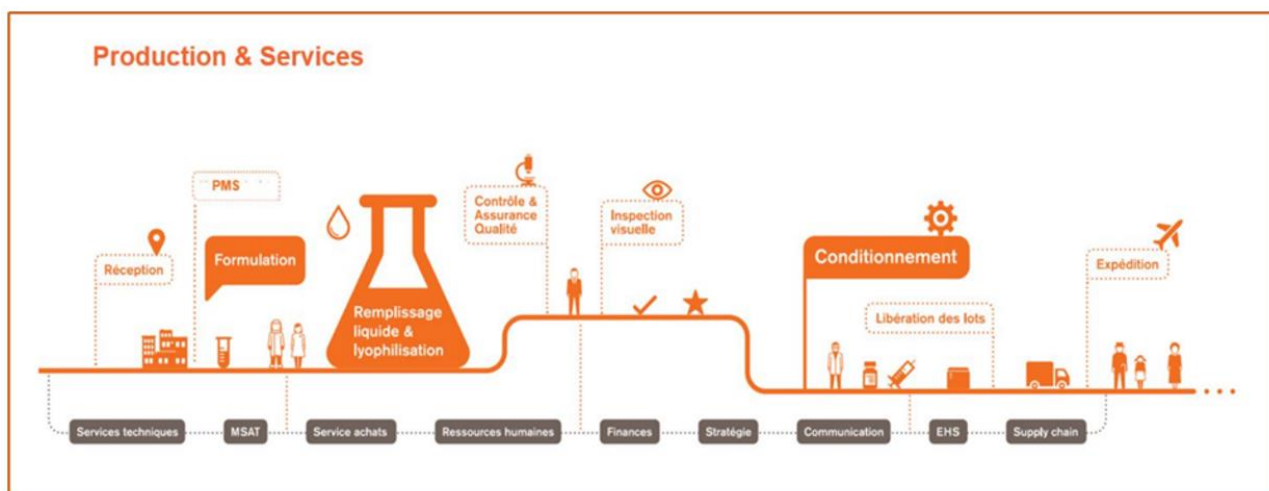 Production & Services
PMS
Réception
Formulation
Remplissage
liquide &
lyophilisation
Contrôle &
Assurance
Qualité
Inspection
visuelle
Conditionnement
Libération des lots
Expédition
Services techniques
MSAT
Service achats
Ressources humaines
Finances
Stratégie
Communication
EHS
Supply chain